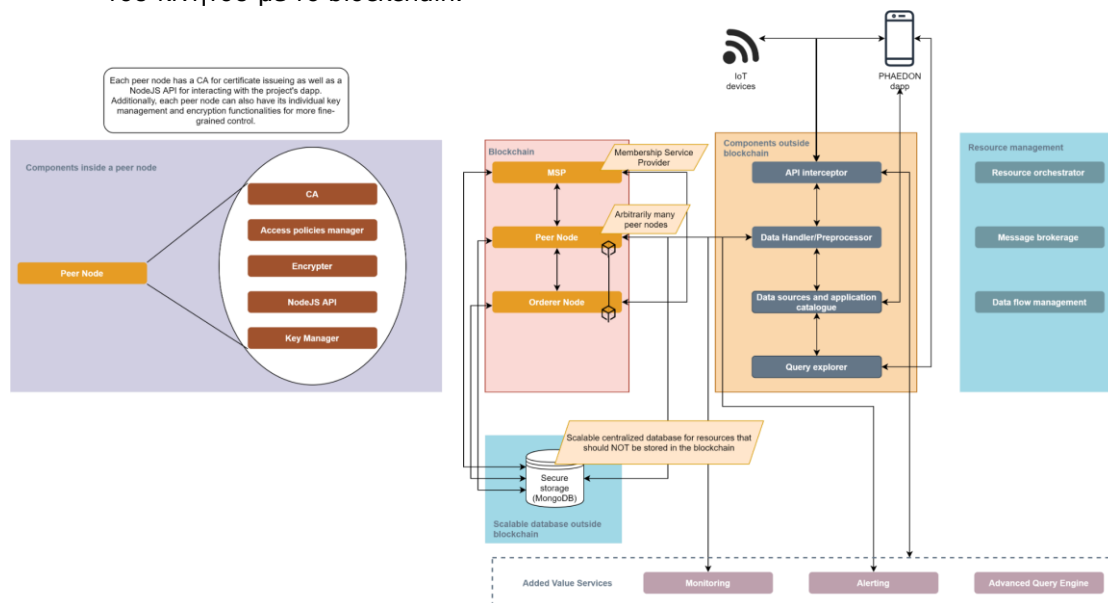 του κινητού με το blockchain.
IoT
devices
PHAEDON
dapp
Each peer node has a CA for certificate issueing as well as a
NodeJS API for interacting with the project's dapp.
Additionally, each peer node can also have its individual key
management and encryption functionalities for more fine-
grained control.
Components inside a peer node
CA
Access policies manager
Peer Node
Encrypter
NodeJS API
Key Manager
Blockchain
Membership Service
Provider
MSP
Arbitrarily many
peer nodes
Peer Node
Orderer Node
Components outside
blockchain
API interceptor
Data Handler/Preprocessor
Data sources and application
catalogue
Query explorer
Resource management
Resource orchestrator
Message brokerage
Data flow management
Scalable centralized database for resources that
should NOT be stored in the blockchain
Secure
storage
(MongoDB)
Scalable database outside
blockchain
Added Value Services
Monitoring
Alerting
Advanced Query Engine